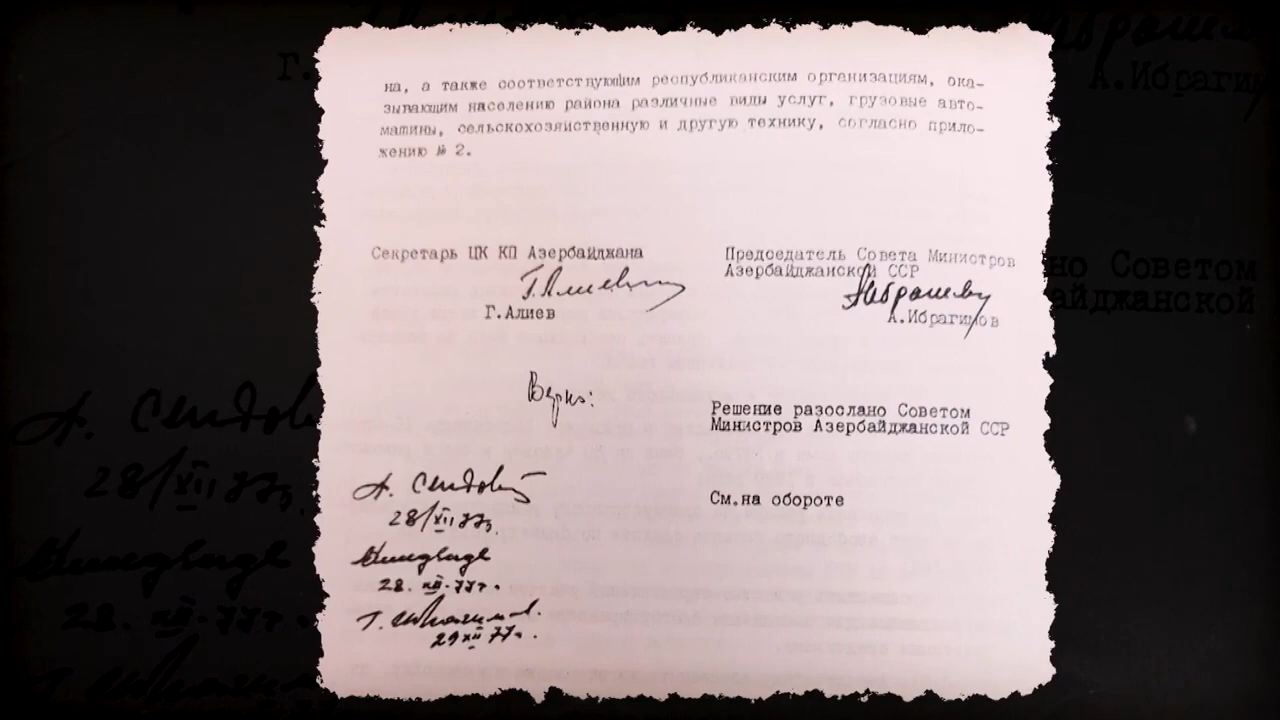 на, а также соответствующим республиканским организациям, ока-
зывающим населению района различные виды услуг, грузовые авто-
машины, сельскохозяйственную и другую технику, согласно прило-
жению № 2.
Секретарь ЦК КП Азербайджана
Г.Алиев
Председатель Совета Министров
Азербайджанской ССР
А.Ибрагимов
Верно:
Решение разослано Советом
Министров Азербайджанской ССР
См.на обороте
28/XII 77г.
28. XII. 77г.
29 XII 77г.